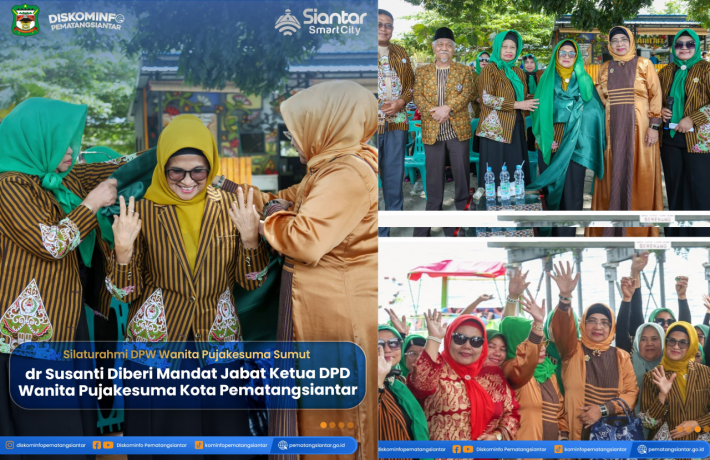 DISKOMINFO
PEMATANGSIANTAR
Siantar
SmartCity
Silaturahmi DPW Wanita Pujakesuma Sumut
dr Susanti Diberi Mandat Jabat Ketua DPD
Wanita Pujakesuma Kota Pematangsiantar
diskominfopematangsiantar Diskominfo Pematangsiantar kominfopematangsiantar pematangsiantar.go.id
diskominfopematangsiantar Diskominfo Pematangsiantar kominfopematangsiantar pematangsiantar.go.id